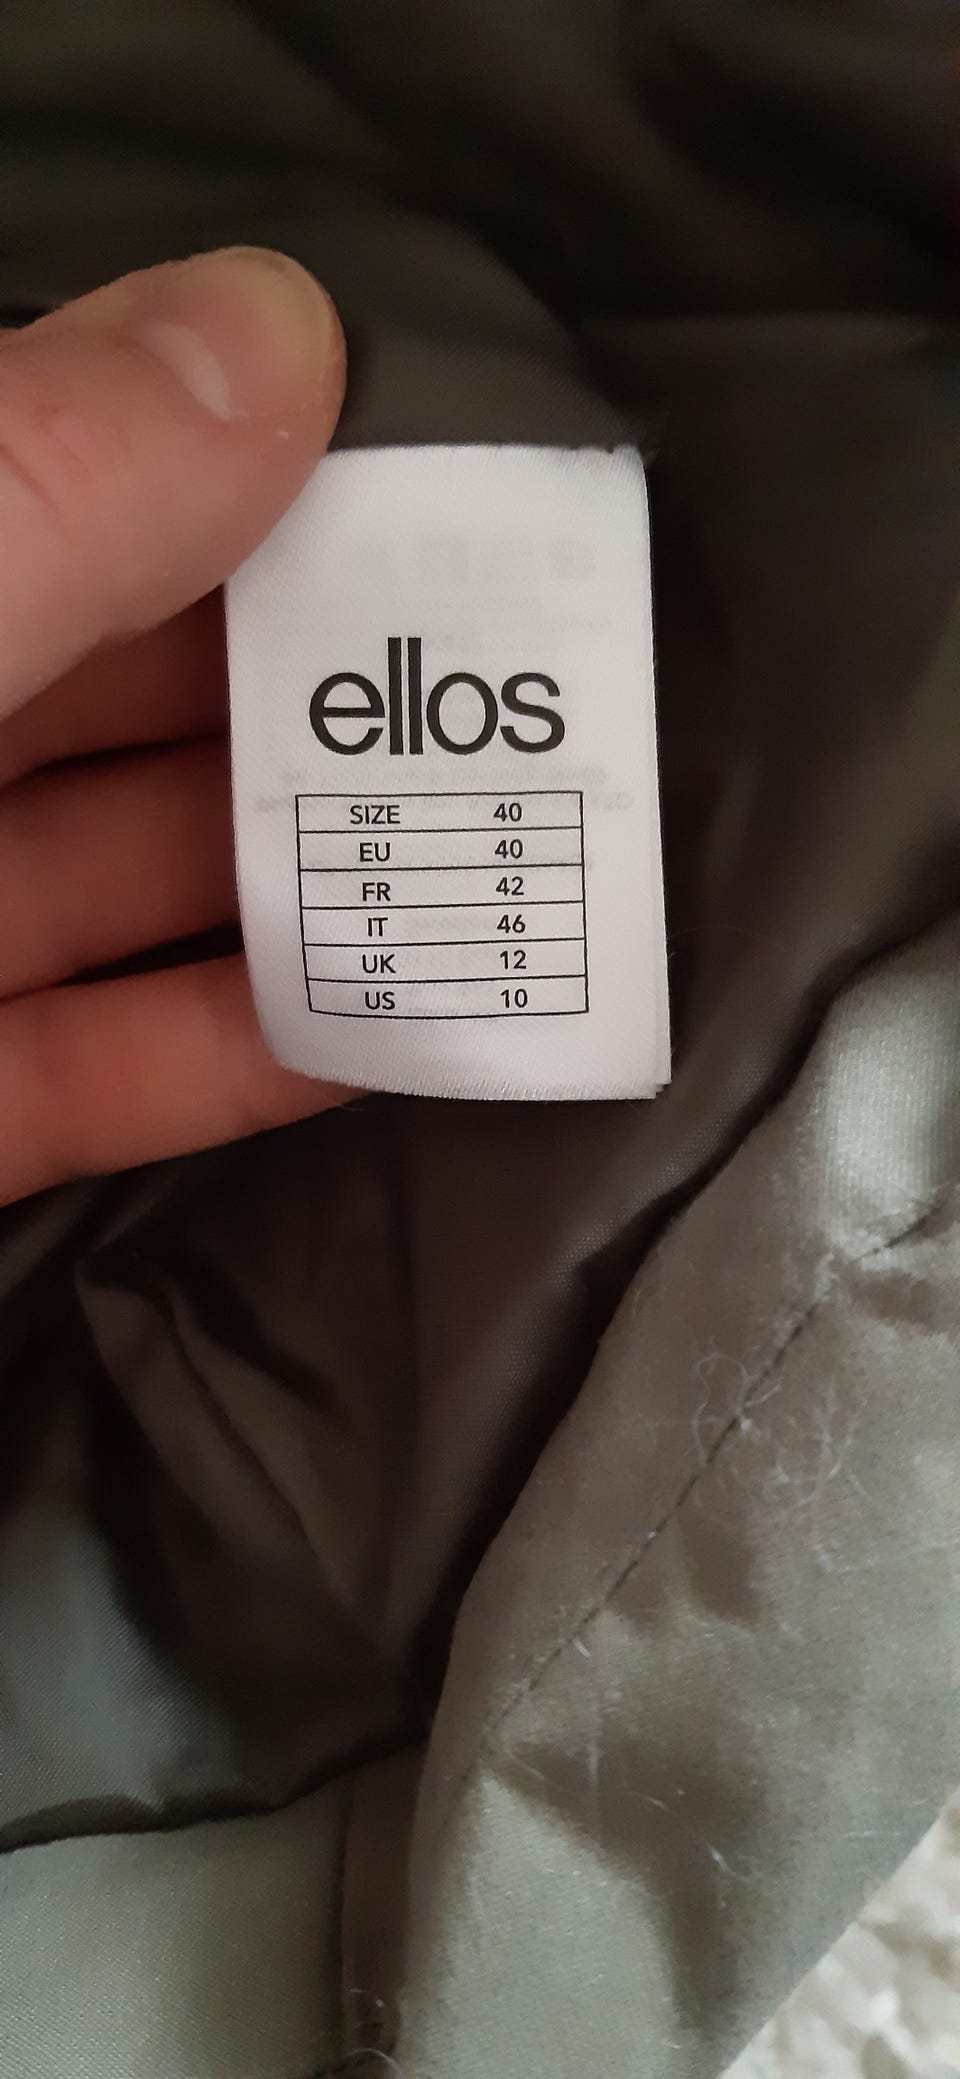 ellos
SIZE 40
EU 40
FR 42
IT 46
UK 12
US 10